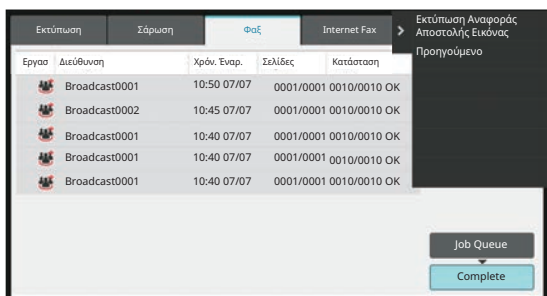 Εκτύπωση Σάρωση Φαξ Internet Fax
Εκτύπωση Αναφοράς
Αποστολής Εικόνας
Προηγούμενο
Εργασ Διεύθυνση Χρόν. Έναρ. Σελίδες Κατάσταση
Broadcast0001 10:50 07/07 0001/0001 0010/0010 OK
Broadcast0002 10:45 07/07 0001/0001 0010/0010 OK
Broadcast0001 10:40 07/07 0001/0001 0010/0010 OK
Broadcast0001 10:40 07/07 0001/0001 0010/0010 OK
Broadcast0001 10:40 07/07 0001/0001 0010/0010 OK
Job Queue
Complete